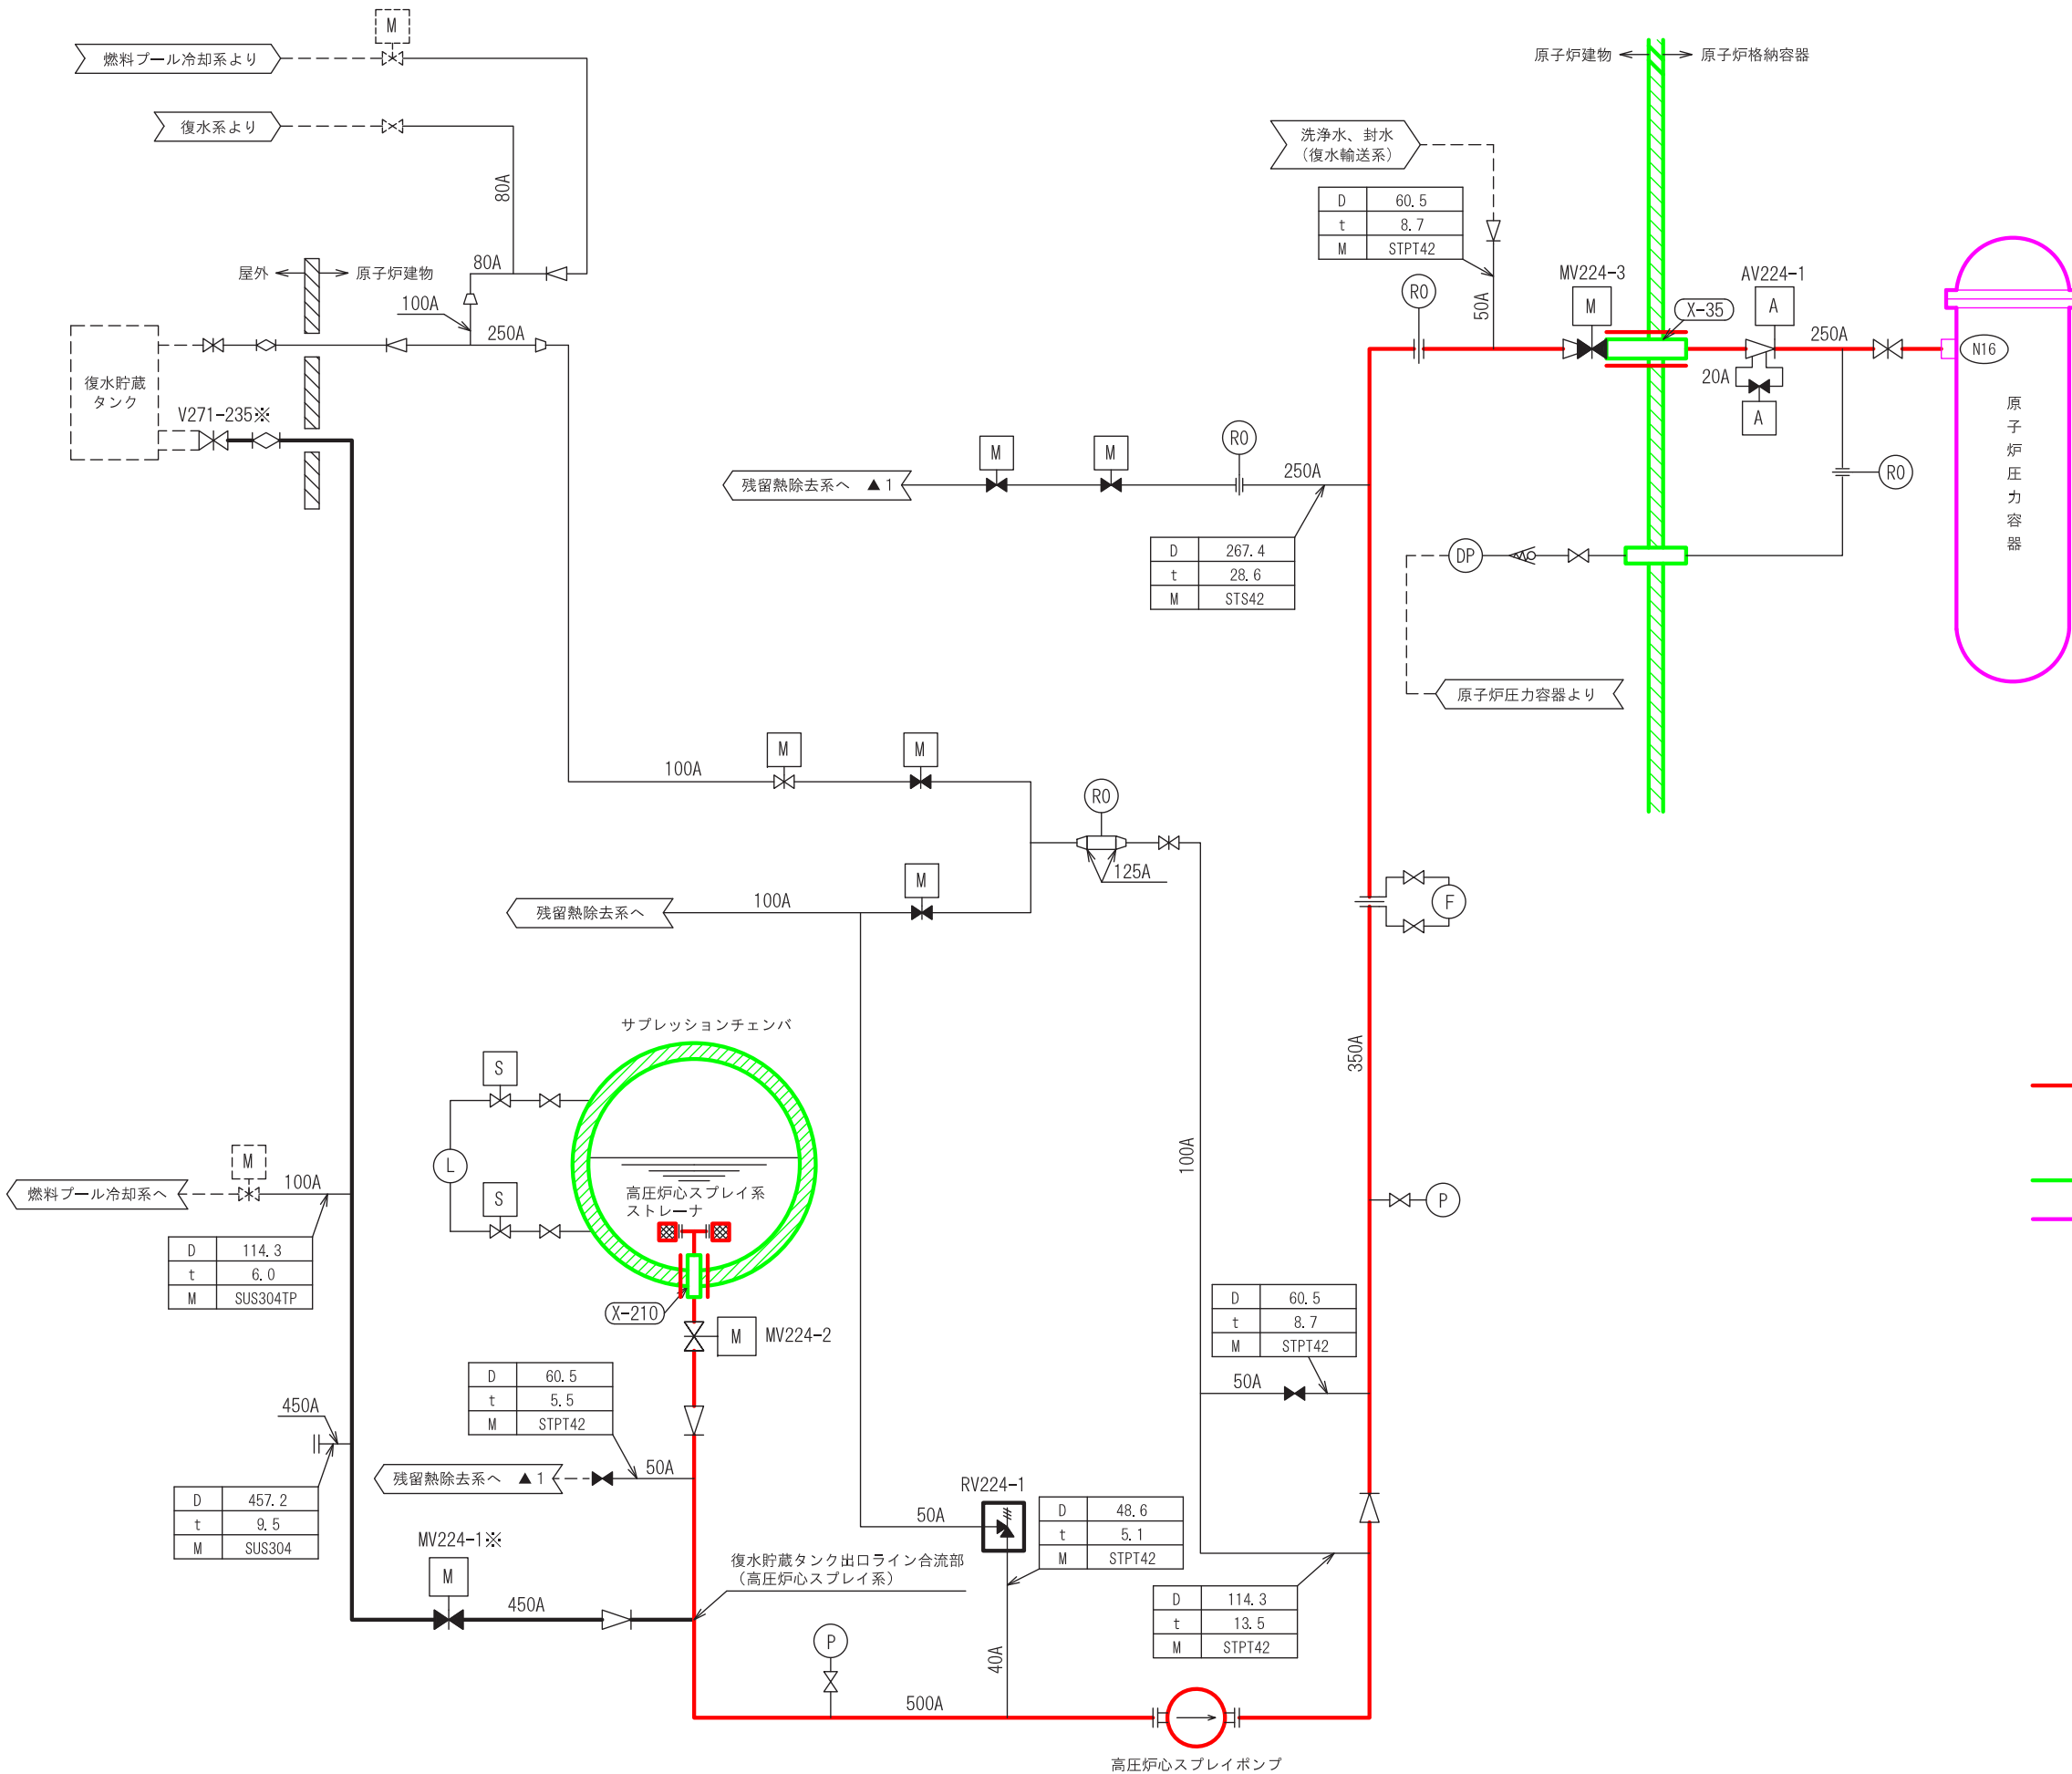 M
燃料プール冷却系より
復水系より
80A
80A
屋外
原子炉建物
100A
250A
復水貯蔵
タンク
V271-235※
原子炉建物
原子炉格納容器
洗浄水、封水
(復水輸送系)
D 60.5
t 8.7
M STPT42
50A
RO
MV224-3
M
X-35
AV224-1
A
250A
N16
20A
A
RO
原子炉圧力容器
残留熱除去系へ ▲1
M
M
RO
250A
D 267.4
t 28.6
M STS42
DP
原子炉圧力容器より
100A
M
M
RO
125A
M
残留熱除去系へ
100A
F
350A
サプレッションチェンバ
S
L
S
高圧炉心スプレイ系
ストレーナ
X-210
M
MV224-2
100A
P
燃料プール冷却系へ
M
100A
D 114.3
t 6.0
M SUS304TP
D 60.5
t 8.7
M STPT42
50A
D 60.5
t 5.5
M STPT42
450A
残留熱除去系へ ▲1
50A
D 457.2
t 9.5
M SUS304
RV224-1
50A
D 48.6
t 5.1
M STPT42
MV224-1※
M
450A
復水貯蔵タンク出口ライン合流部
(高圧炉心スプレイ系)
D 114.3
t 13.5
M STPT42
P
40A
500A
高圧炉心スプレイポンプ